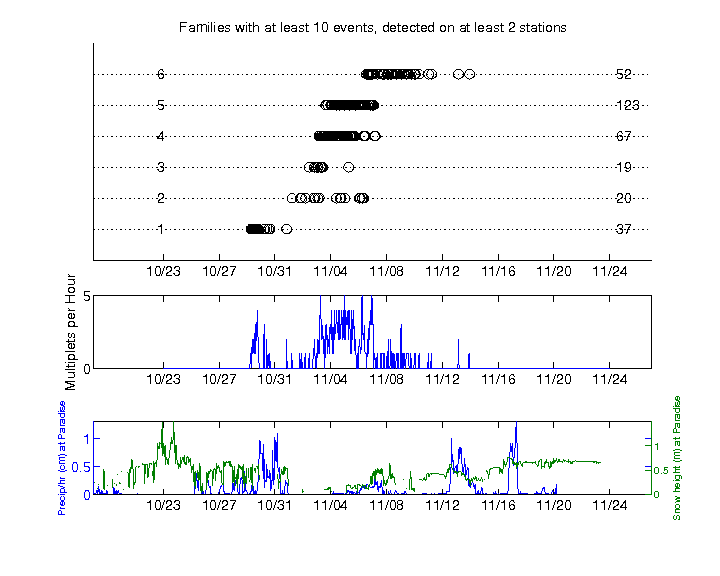 Families with at least 10 events, detected on at least 2 stations
6 52
5 123
4 67
3 19
2 20
1 37
10/23 10/27 10/31 11/04 11/08 11/12 11/16 11/20 11/24
Multiplets per Hour
5
0
10/23 10/27 10/31 11/04 11/08 11/12 11/16 11/20 11/24
Precip/hr (cm) at Paradise
1
0.5
0
Snow height (m) at Paradise
1
0.5
0
10/23 10/27 10/31 11/04 11/08 11/12 11/16 11/20 11/24